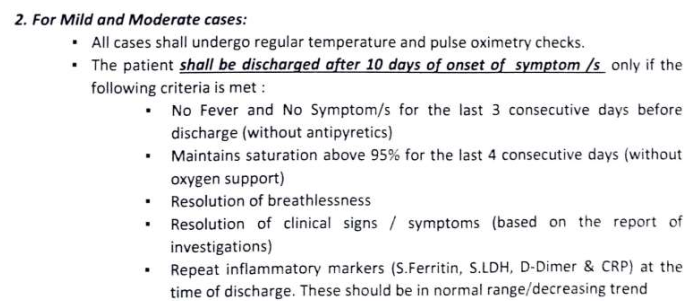 2. For Mild and Moderate cases:
• All cases shall undergo regular temperature and pulse oximetry checks.
• The patient shall be discharged after 10 days of onset of symptom /s only if the
following criteria is met :
• No Fever and No Symptom/s for the last 3 consecutive days before
discharge (without antipyretics)
• Maintains saturation above 95% for the last 4 consecutive days (without
oxygen support)
• Resolution of breathlessness
• Resolution of clinical signs / symptoms (based on the report of
investigations)
• Repeat inflammatory markers (S.Ferritin, S.LDH, D-Dimer & CRP) at the
time of discharge. These should be in normal range/decreasing trend